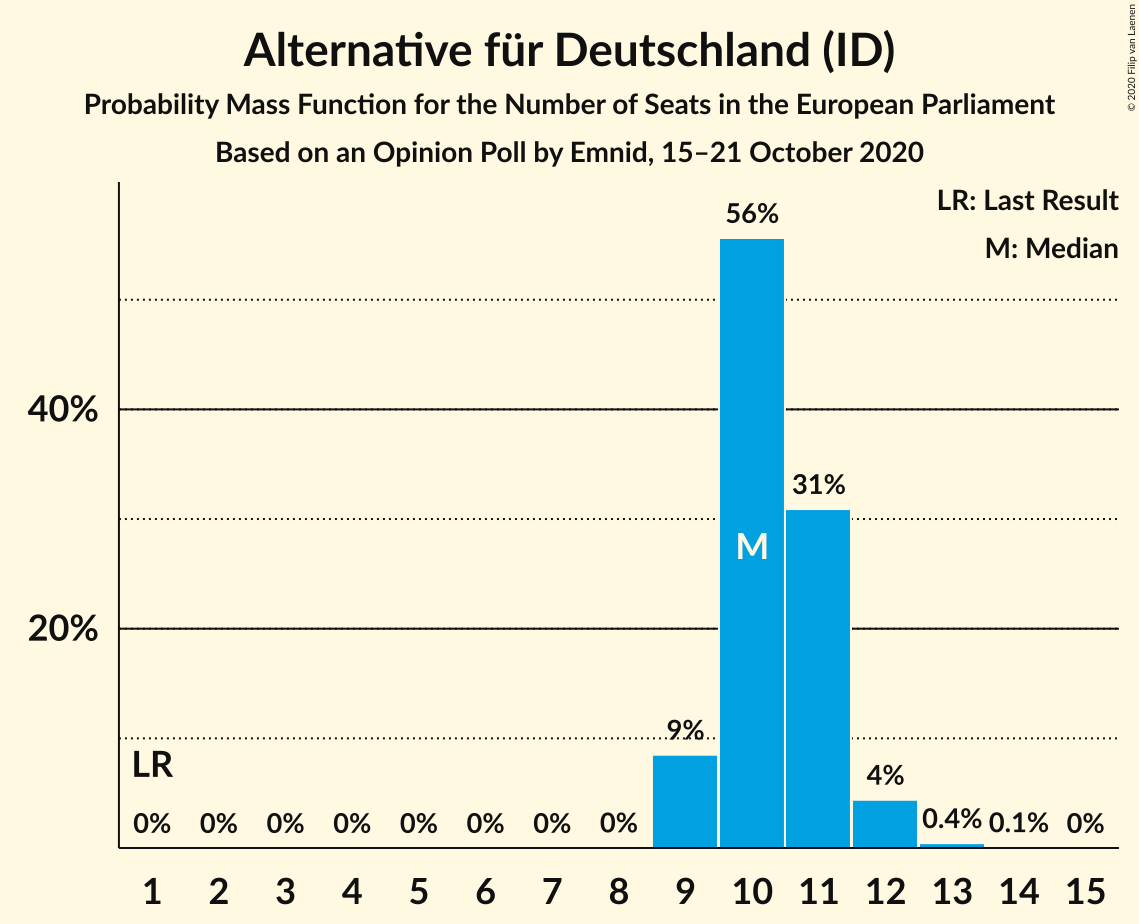 Alternative für Deutschland (ID)
Probability Mass Function for the Number of Seats in the European Parliament
Based on an Opinion Poll by Emnid, 15–21 October 2020
© 2020 Filip van Laenen
LR: Last Result
M: Median
56%
40%
31%
M
20%
9%
LR
4%
0% 0% 0% 0% 0% 0% 0% 0% 0.4% 0.1% 0%
1 2 3 4 5 6 7 8 9 10 11 12 13 14 15